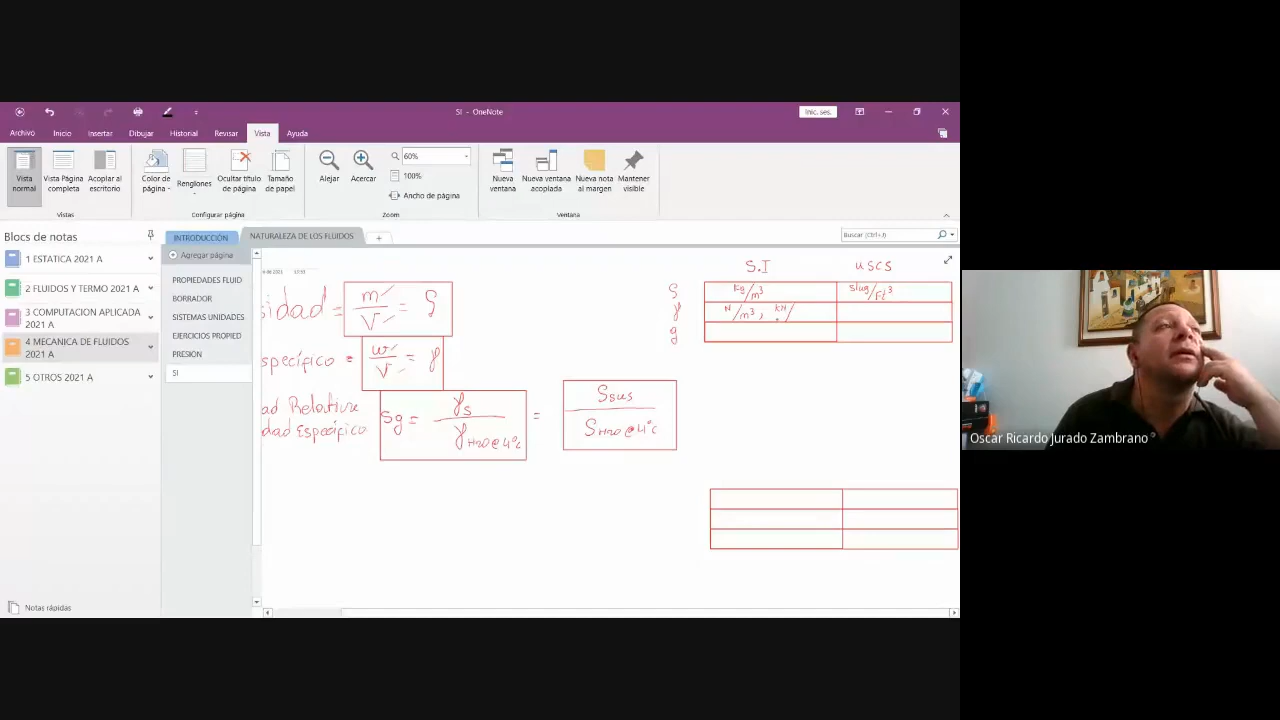 SI - OneNote
Inic. ses.
Archivo Inicio Insertar Dibujar Historial Revisar Vista Ayuda
Vista normal
Vista Página completa
Acoplar al escritorio
Vistas
Color de página
Renglones
Ocultar título de página
Tamaño de papel
Configurar página
Alejar
Acercar
60%
100%
Ancho de página
Zoom
Nueva ventana
Nueva ventana acoplada
Nueva nota al margen
Mantener visible
Ventana
Blocs de notas
1 ESTATICA 2021 A
2 FLUIDOS Y TERMO 2021 A
3 COMPUTACION APLICADA 2021 A
4 MECANICA DE FLUIDOS 2021 A
5 OTROS 2021 A
Notas rápidas
INTRODUCCIÓN
NATURALEZA DE LOS FLUIDOS
+
Buscar (Ctrl+J)
Agregar página
PROPIEDADES FLUID
BORRADOR
SISTEMAS UNIDADES
EJERCICIOS PROPIED
PRESION
SI
sidad = m/V = ρ
specífico = w/V = γ
ad Relativa
dad Específico
Sg = γs / γH2O@4°C = ρsus / ρH2O@4°C
S.I USCS
ρ kg/m³ slug/Ft³
γ N/m³, kN/
g
Oscar Ricardo Jurado Zambrano